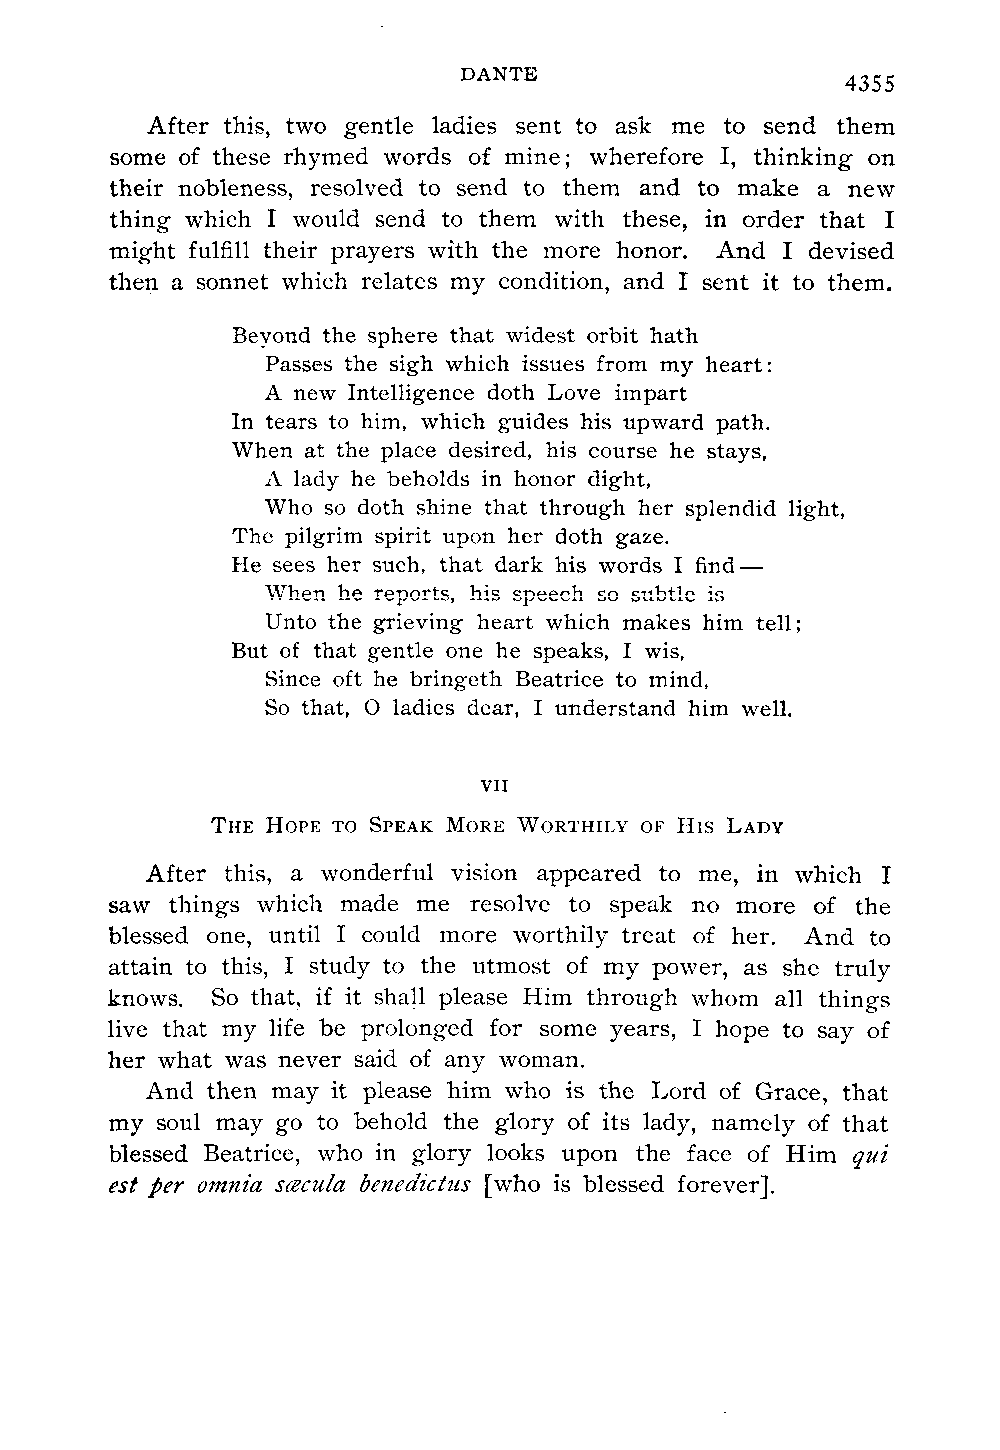 DANTE
4355
After this, two gentle ladies sent to ask me to send them
some of these rhymed words of mine; wherefore I, thinking on
their nobleness, resolved to send to them and to make a new
thing which I would send to them with these, in order that I
might fulfill their prayers with the more honor. And I devised
then a sonnet which relates my condition, and I sent it to them.
Beyond the sphere that widest orbit hath
Passes the sigh which issues from my heart:
A new Intelligence doth Love impart
In tears to him, which guides his upward path.
When at the place desired, his course he stays,
A lady he beholds in honor dight,
Who so doth shine that through her splendid light,
The pilgrim spirit upon her doth gaze.
He sees her such, that dark his words I find—
When he reports, his speech so subtle is
Unto the grieving heart which makes him tell;
But of that gentle one he speaks, I wis,
Since oft he bringeth Beatrice to mind,
So that, O ladies dear, I understand him well.
VII
THE HOPE TO SPEAK MORE WORTHILY OF HIS LADY
After this, a wonderful vision appeared to me, in which I
saw things which made me resolve to speak no more of the
blessed one, until I could more worthily treat of her. And to
attain to this, I study to the utmost of my power, as she truly
knows. So that, if it shall please Him through whom all things
live that my life be prolonged for some years, I hope to say of
her what was never said of any woman.
And then may it please him who is the Lord of Grace, that
my soul may go to behold the glory of its lady, namely of that
blessed Beatrice, who in glory looks upon the face of Him qui
est per omnia sæcula benedictus [who is blessed forever].